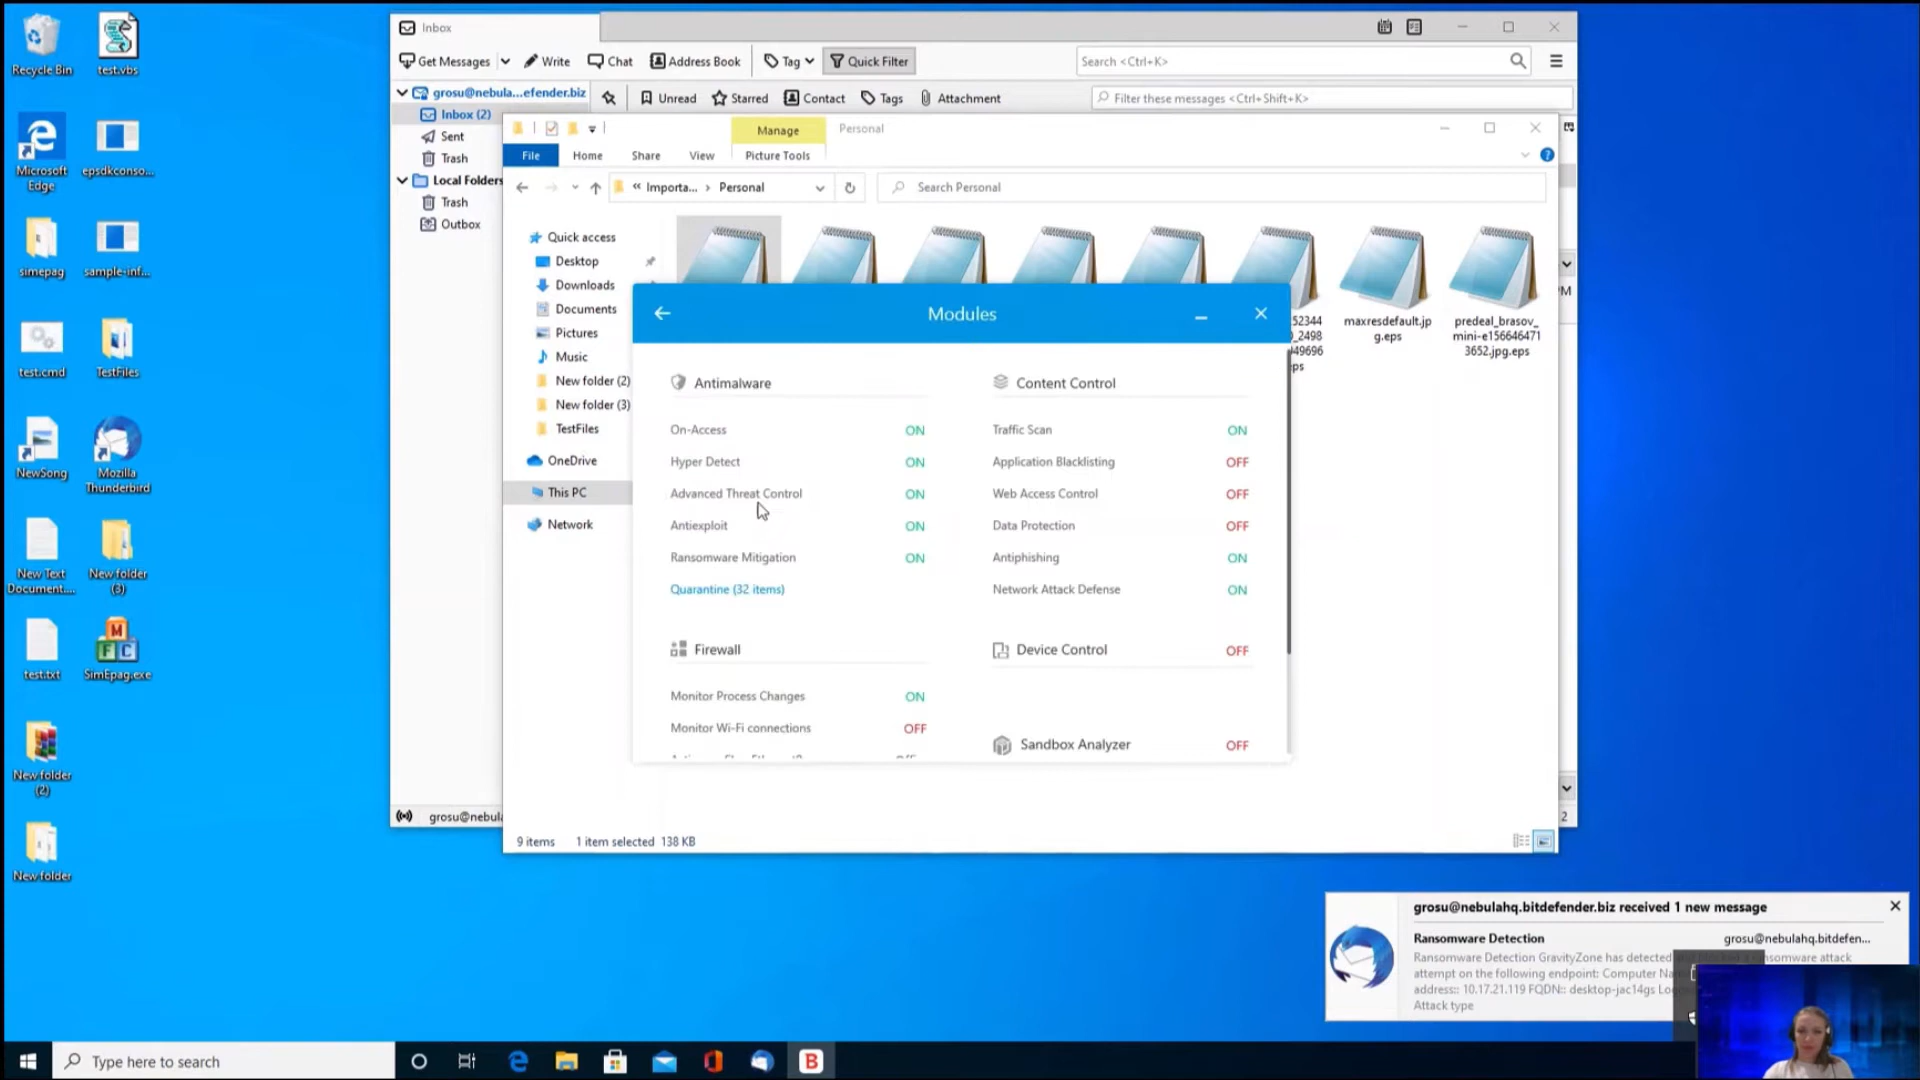 Recycle Bin
test.vbs
Microsoft
Edge
epsdkconso...
simepag
sample-inf...
test.cmd
TestFiles
NewSong
Mozilla
Thunderbird
New Text
Document....
New folder
(3)
test.txt
SimEpag.exe
New folder
(2)
New folder
Inbox
Get Messages
Write
Chat
Address Book
Tag
Quick Filter
Search <Ctrl+K>
grosu@nebula...efender.biz
Unread
Starred
Contact
Tags
Attachment
Filter these messages <Ctrl+Shift+K>
Inbox (2)
Sent
Trash
Local Folders
Trash
Outbox
Manage
Personal
File
Home
Share
View
Picture Tools
« Importa... › Personal
Search Personal
Quick access
Desktop
Downloads
Documents
Pictures
Music
New folder (2)
New folder (3)
TestFiles
OneDrive
This PC
Network
52344
0_2498
49696
eps
maxresdefault.jp
g.eps
predeal_brasov_
mini-e156646471
3652.jpg.eps
Modules
Antimalware
On-Access ON
Hyper Detect ON
Advanced Threat Control ON
Antiexploit ON
Ransomware Mitigation ON
Quarantine (32 items)
Firewall
Monitor Process Changes ON
Monitor Wi-Fi connections OFF
Content Control
Traffic Scan ON
Application Blacklisting OFF
Web Access Control OFF
Data Protection OFF
Antiphishing ON
Network Attack Defense ON
Device Control OFF
Sandbox Analyzer OFF
PM
grosu@nebula
2
9 items 1 item selected 138 KB
grosu@nebulahq.bitdefender.biz received 1 new message
Ransomware Detection grosu@nebulahq.bitdefen...
Ransomware Detection GravityZone has detected and blocked a ransomware attack
attempt on the following endpoint: Computer Na
address:: 10.17.21.119 FQDN:: desktop-jac14gs Log
Attack type
Type here to search